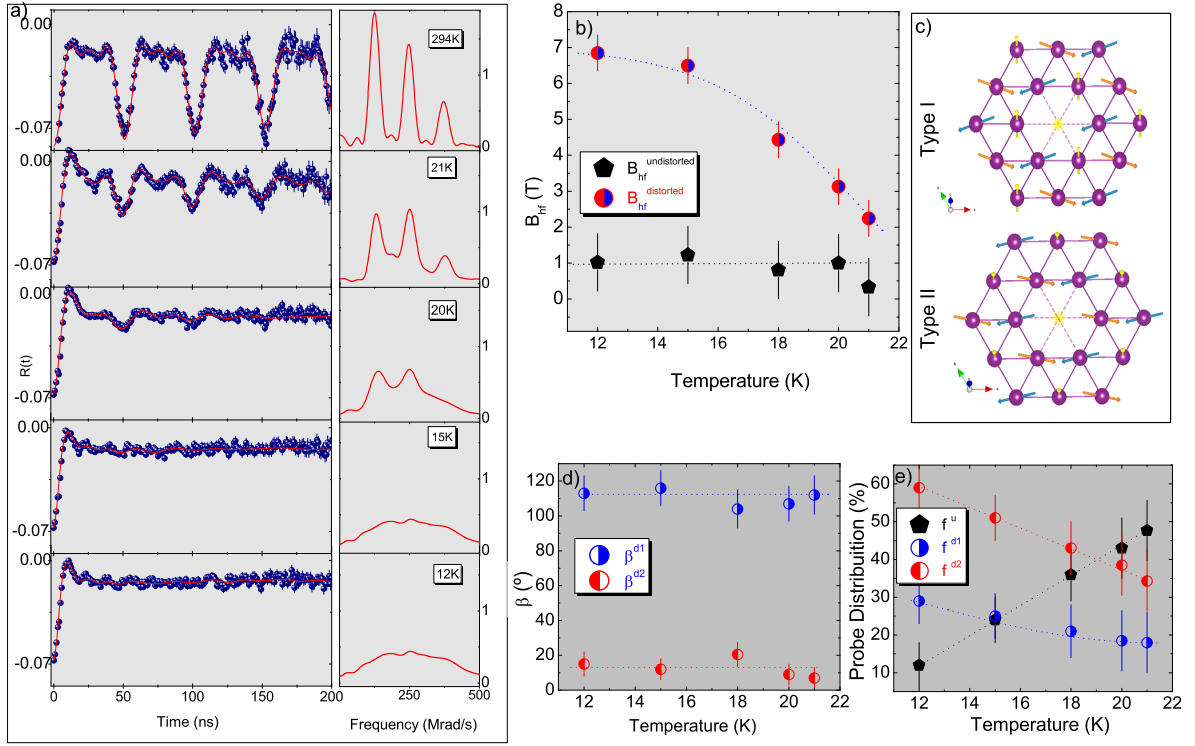 a)
0.00
-0.07
294K
1
0
0.00
-0.07
21K
1
0
0.00
-0.07
R(t)
20K
1
0
0.00
-0.07
15K
1
0
0.00
-0.07
12K
1
0
0 50 100 150 200
Time (ns)
0 250 500
Frequency (Mrad/s)
b)
8
7
6
5
4
3
2
1
0
B_hf (T)
B_hf^undistorted
B_hf^distorted
12 14 16 18 20 22
Temperature (K)
c)
Type I
Type II
d)
120
100
80
60
40
20
0
β (°)
β^d1
β^d2
12 14 16 18 20 22
Temperature (K)
e)
60
50
40
30
20
10
0
Probe Distribuition (%)
f^u
f^d1
f^d2
12 14 16 18 20 22
Temperature (K)